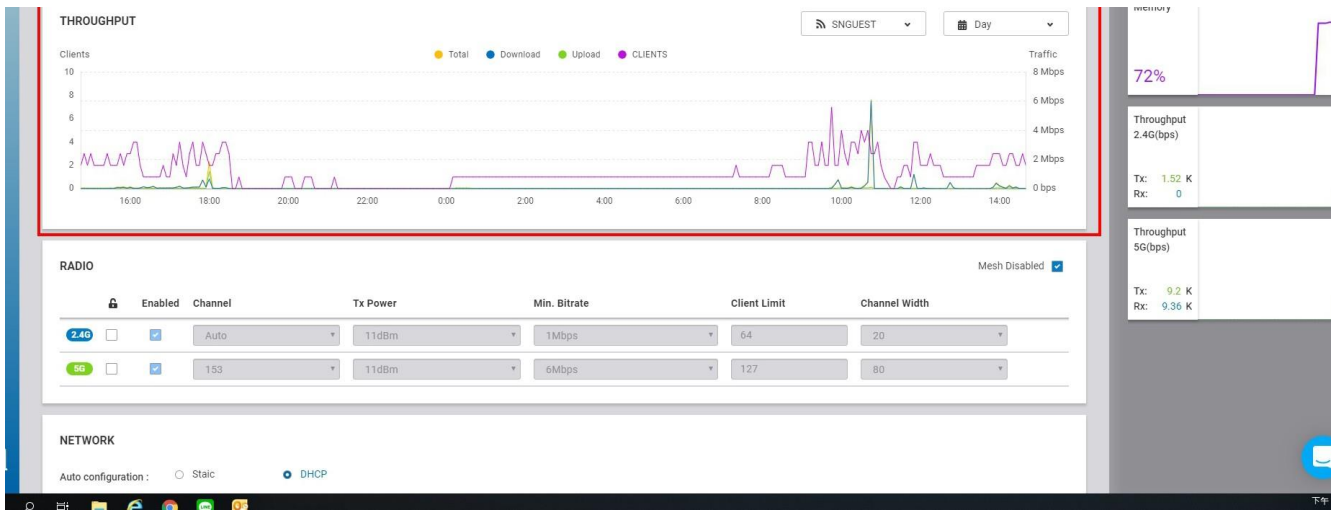 THROUGHPUT
SNGUEST
Day
Clients
Total
Download
Upload
CLIENTS
Traffic
10
8
6
4
2
0
8 Mbps
6 Mbps
4 Mbps
2 Mbps
0 bps
16:00
18:00
20:00
22:00
0:00
2:00
4:00
6:00
8:00
10:00
12:00
14:00
RADIO
Mesh Disabled
Enabled
Channel
Tx Power
Min. Bitrate
Client Limit
Channel Width
2.4G
Auto
11dBm
1Mbps
64
20
5G
153
11dBm
6Mbps
127
80
NETWORK
Auto configuration :
Staic
DHCP
Memory
72%
Throughput
2.4G(bps)
Tx: 1.52 K
Rx: 0
Throughput
5G(bps)
Tx: 9.2 K
Rx: 9.36 K
下午